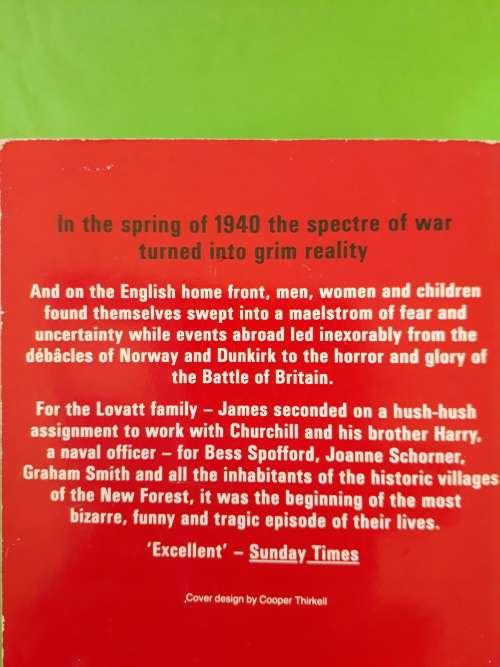 In the spring of 1940 the spectre of war
turned into grim reality
And on the English home front, men, women and children
found themselves swept into a maelstrom of fear and
uncertainty while events abroad led inexorably from the
débâcles of Norway and Dunkirk to the horror and glory of
the Battle of Britain.
For the Lovatt family – James seconded on a hush-hush
assignment to work with Churchill and his brother Harry,
a naval officer – for Bess Spofford, Joanne Schorner,
Graham Smith and all the inhabitants of the historic villages
of the New Forest, it was the beginning of the most
bizarre, funny and tragic episode of their lives.
'Excellent' – Sunday Times
Cover design by Cooper Thirkell